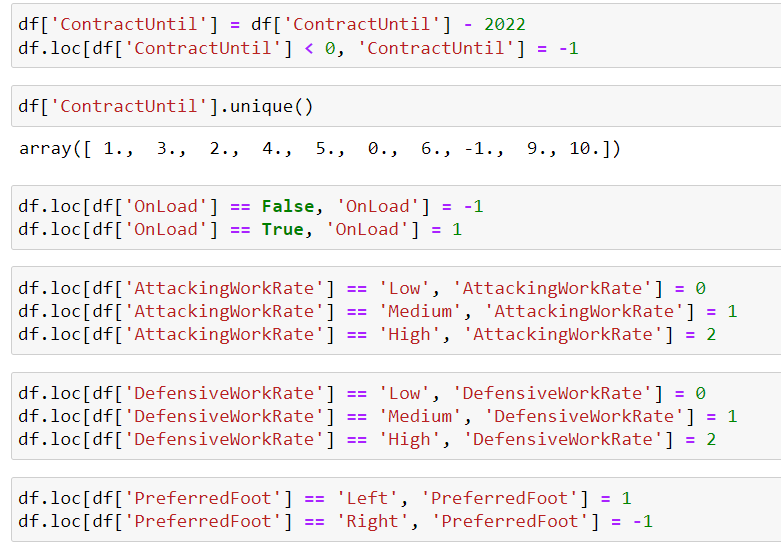 df['ContractUntil'] = df['ContractUntil'] - 2022
df.loc[df['ContractUntil'] < 0, 'ContractUntil'] = -1
df['ContractUntil'].unique()
array([ 1.,  3.,  2.,  4.,  5.,  0.,  6., -1.,  9., 10.])
df.loc[df['OnLoad'] == False, 'OnLoad'] = -1
df.loc[df['OnLoad'] == True, 'OnLoad'] = 1
df.loc[df['AttackingWorkRate'] == 'Low', 'AttackingWorkRate'] = 0
df.loc[df['AttackingWorkRate'] == 'Medium', 'AttackingWorkRate'] = 1
df.loc[df['AttackingWorkRate'] == 'High', 'AttackingWorkRate'] = 2
df.loc[df['DefensiveWorkRate'] == 'Low', 'DefensiveWorkRate'] = 0
df.loc[df['DefensiveWorkRate'] == 'Medium', 'DefensiveWorkRate'] = 1
df.loc[df['DefensiveWorkRate'] == 'High', 'DefensiveWorkRate'] = 2
df.loc[df['PreferredFoot'] == 'Left', 'PreferredFoot'] = 1
df.loc[df['PreferredFoot'] == 'Right', 'PreferredFoot'] = -1